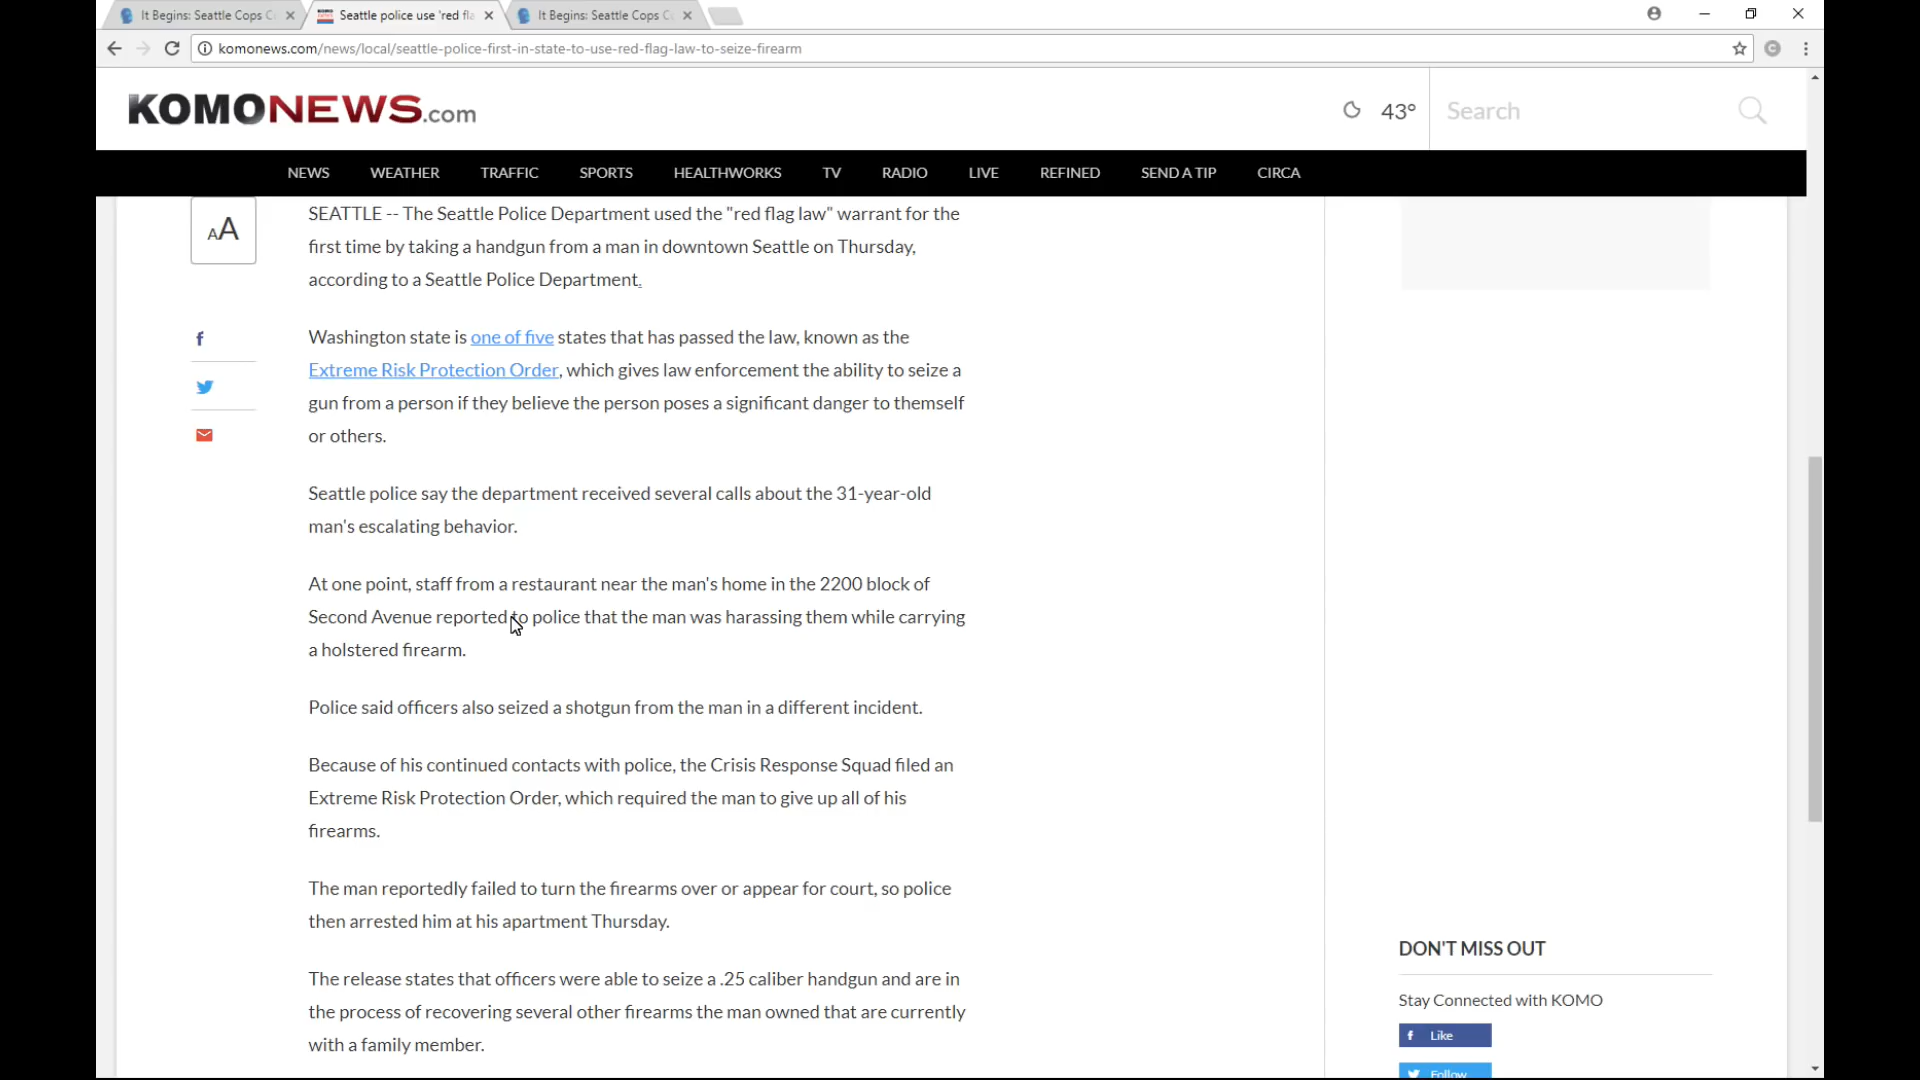 It Begins: Seattle Cops C
Seattle police use 'red fl
It Begins: Seattle Cops C
komonews.com/news/local/seattle-police-first-in-state-to-use-red-flag-law-to-seize-firearm
KOMONEWS.com
43°
Search
NEWS
WEATHER
TRAFFIC
SPORTS
HEALTHWORKS
TV
RADIO
LIVE
REFINED
SEND A TIP
CIRCA
AA
SEATTLE -- The Seattle Police Department used the "red flag law" warrant for the
first time by taking a handgun from a man in downtown Seattle on Thursday,
according to a Seattle Police Department.
Washington state is one of five states that has passed the law, known as the
Extreme Risk Protection Order, which gives law enforcement the ability to seize a
gun from a person if they believe the person poses a significant danger to themself
or others.
Seattle police say the department received several calls about the 31-year-old
man's escalating behavior.
At one point, staff from a restaurant near the man's home in the 2200 block of
Second Avenue reported to police that the man was harassing them while carrying
a holstered firearm.
Police said officers also seized a shotgun from the man in a different incident.
Because of his continued contacts with police, the Crisis Response Squad filed an
Extreme Risk Protection Order, which required the man to give up all of his
firearms.
The man reportedly failed to turn the firearms over or appear for court, so police
then arrested him at his apartment Thursday.
The release states that officers were able to seize a .25 caliber handgun and are in
the process of recovering several other firearms the man owned that are currently
with a family member.
DON'T MISS OUT
Stay Connected with KOMO
Like
Follow